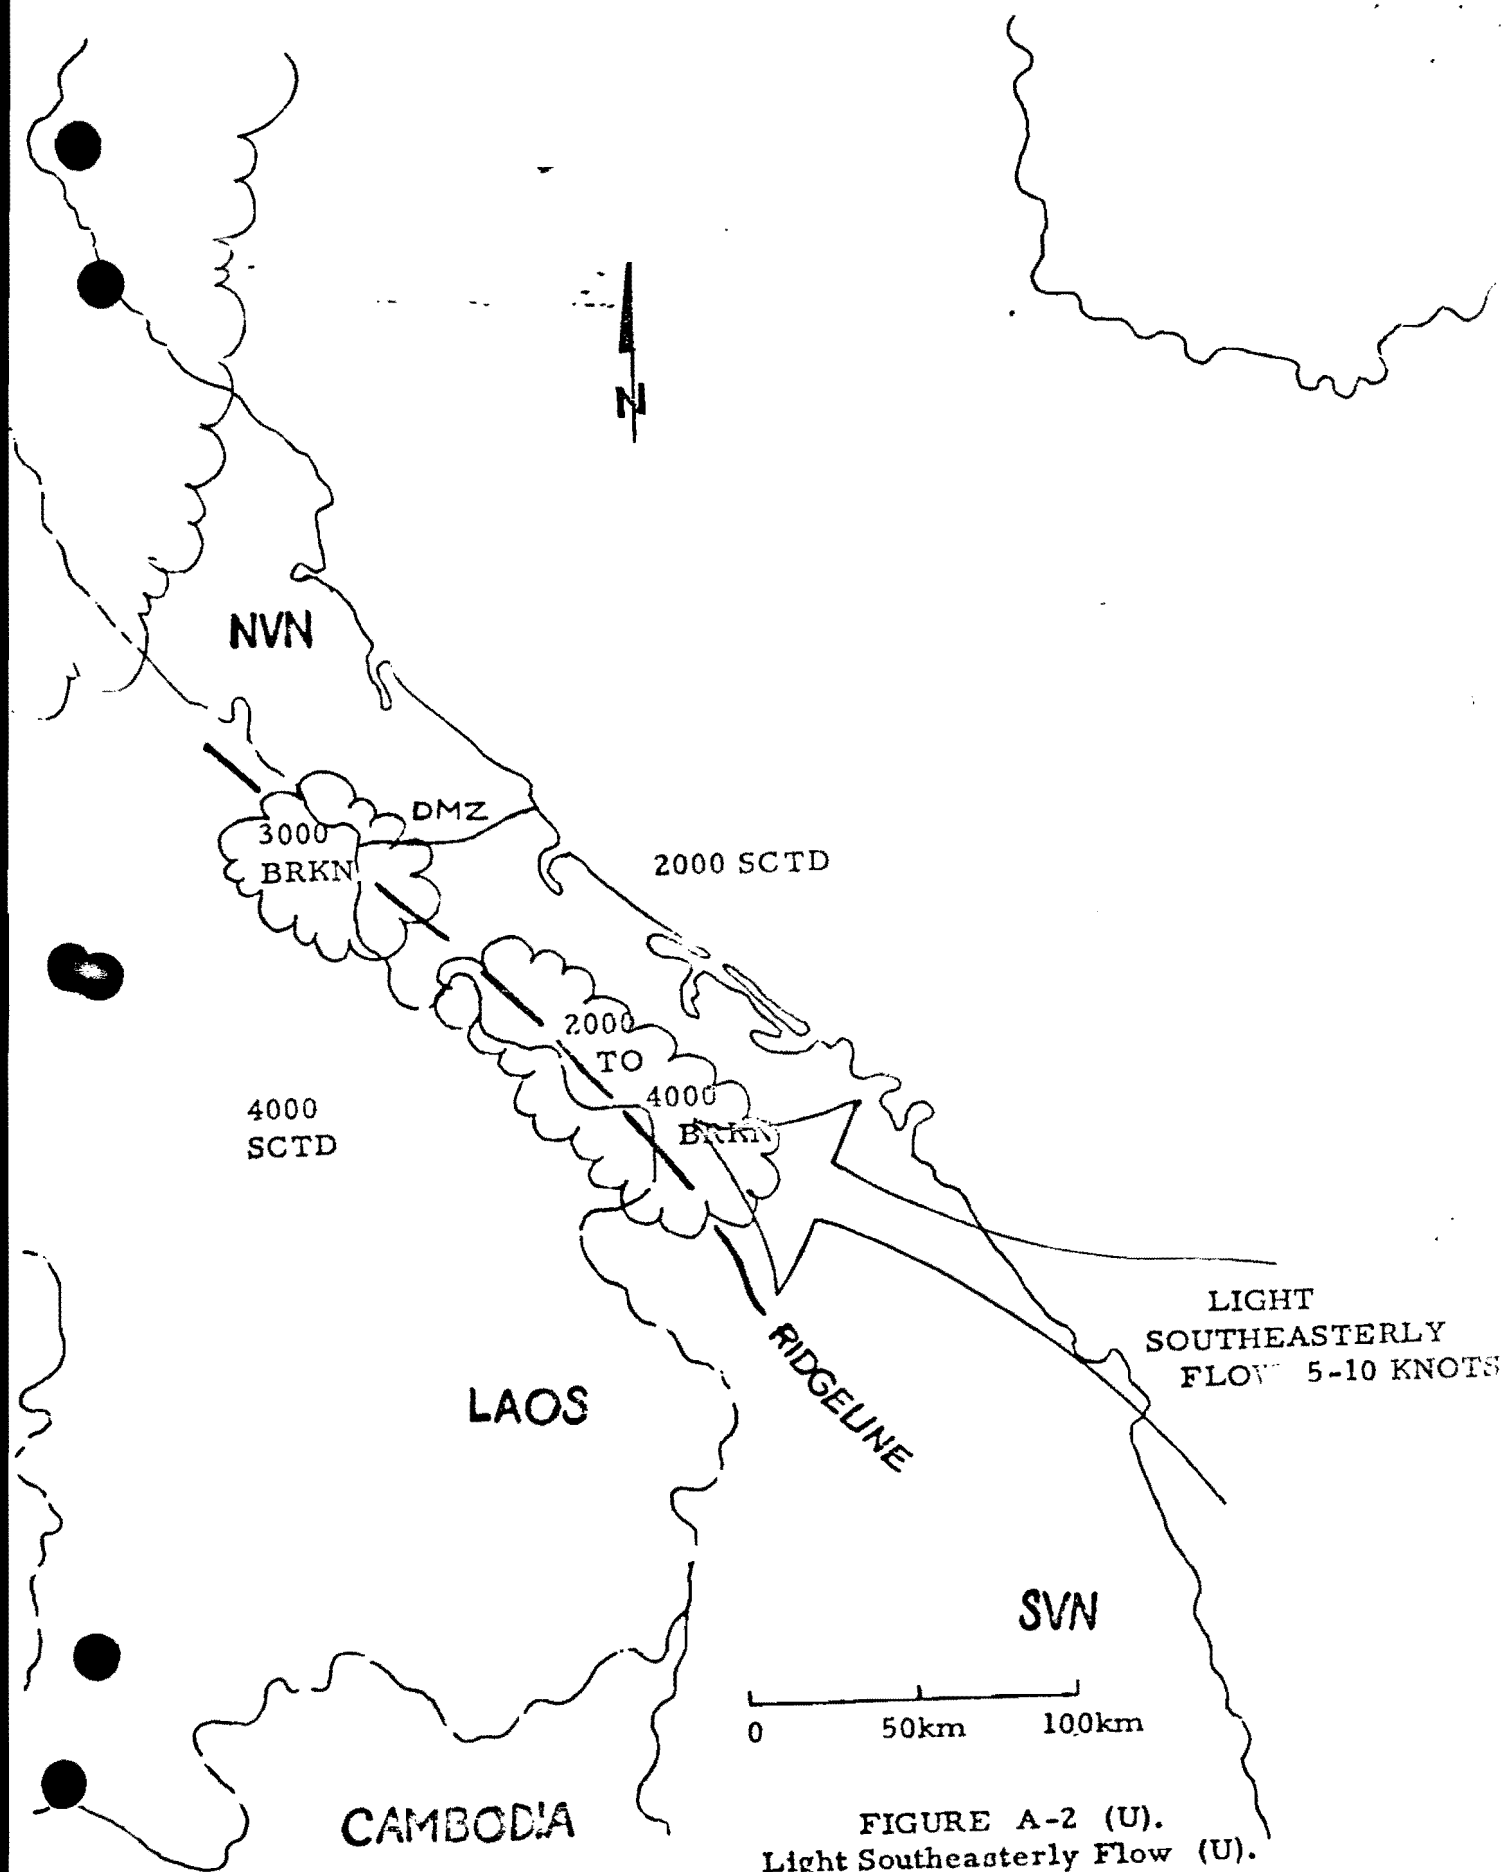 N
NVN
DMZ
3000
BRKN
2000 SCTD
2000
TO
4000
BRKN
4000
SCTD
LIGHT
SOUTHEASTERLY
5-10 KNOTS
RIDGELINE
LAOS
SVN
0 50km 100km
CAMBODIA
FIGURE A-2 (U).
Light Southeasterly Flow (U).